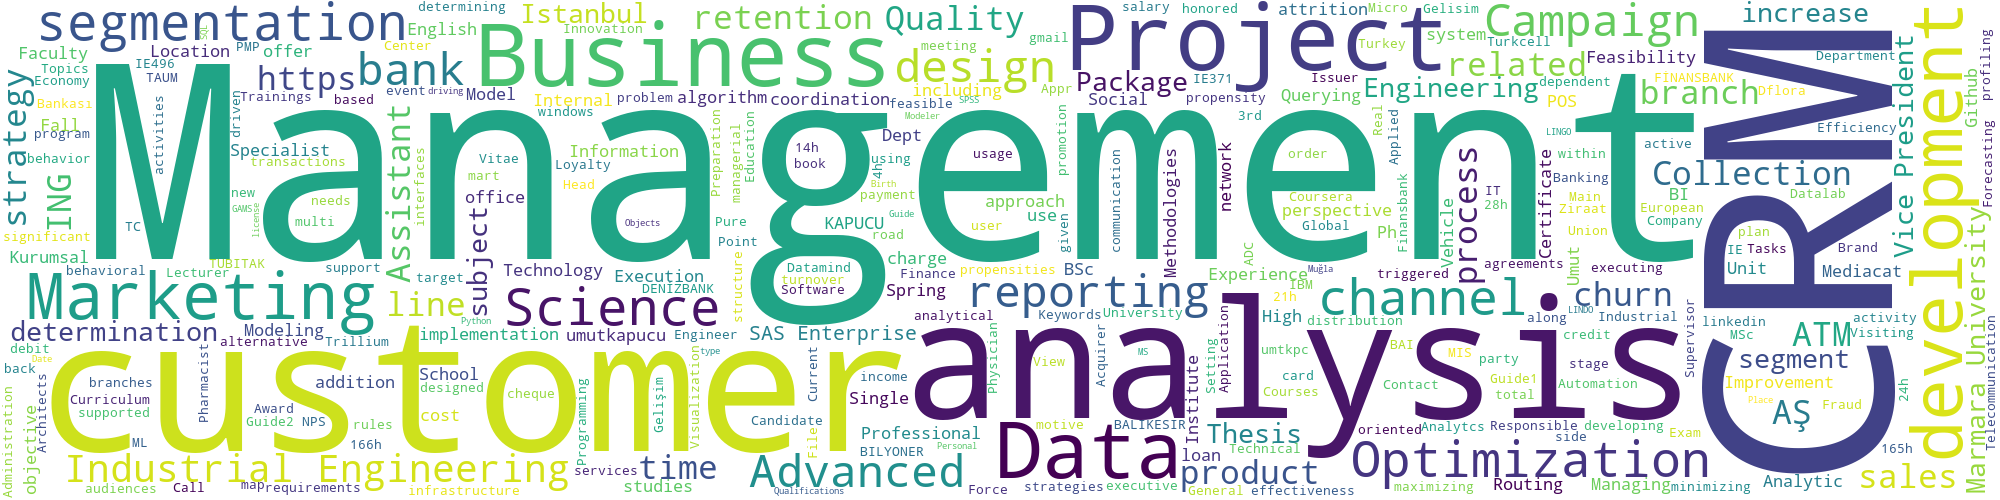 Management
customer
CRM
analysis
Business
Project
Data
Marketing
development
Science
Optimization
Advanced
Industrial Engineering
segmentation
channel
Campaign
reporting
design
bank
retention
Quality
Istanbul
increase
determining
English
Innovation
salary
honored
attrition
Micro
Gelisim
system
Turkcell
meeting
gmail
Turkey
Feasibility
Department
SQL
PMP
Center
Faculty
Location
offer
IE496
TAUM
Topics
Economy
https
Package
IE371
Issuer
related
dependent
FINANSBANK
Dflora
branch
including
Appr
Engineering
Querying
POS
Github
profiling
Forecasting
strategy
Bankasi
Trainings
based
event
driving
Model
Internal
problem
algorithm
coordination
feasible
SPSS
Modeler
Social
propensity
windows
Fall
program
activities
driven
Assistant
Specialist
transactions
behavior
ING
Vitae
Information
Loyalty
Preparation
managerial
Education
14h
book
Dept
using
4h
usage
3rd
promotion
Real
Applied
LINGO
Efficiency
active
within
Certificate
process
IT
28h
Banking
Collection
BI
Vice President
Datalab
Main
Ziraat
European
Company
Union
order
Coursera
perspective
Global
Ph
Finansbank
Vehicle
Methodologies
network
communication
given
approach
use
Birth
payment
Guide
KAPUCU
road
user
Head
mart
office
interfaces
new
needs
multi
GAMS
license
Objects
TC
significant
Kurumsal
behavioral
Lecturer
TUBITAK
support
target
subject
Technology
Execution
DENIZBANK
Pure
Point
structure
Datamind
turnover
Software
charge
Finance
Spring
propensities
BSc
Experience
ADC
IBM
21h
Muğla
triggered
agreements
Umut
executing
plan
IE
Tasks
Unit
Brand
Mediacat
Marmara University
line
umutkapucu
Engineer
Python
implementation
SAS Enterprise
analytical
Keywords
University
High
distribution
LINDO
churn
along
Industrial
linkedin
MSc
activity
Visiting
ATM
segment
Supervisor
determination
Modeling
alternative
Trillium
Pharmacist
debit
Date
back
type
MS
View
Physician
Acquirer
Setting
Application
umtkpc
BAI
MIS
party
credit
stage
card
Contact
Guide1
Automation
Courses
total
Improvement
Place
Fraud
AŞ
24h
Telecommunication
branches
Curriculum
supported
Architects
addition
School
designed
cheque
income
Current
Single
Institute
motive
Candidate
cost
Award
Guide2
NPS
rules
166h
ML
Programming
Gelişim
Visualization
File
Professional
BILYONER
BALIKESIR
Personal
Thesis
Technical
oriented
Analytcs
Responsible
developing
side
Exam
165h
objective
Administration
audiences
Call
map
requirements
infrastructure
services
time
studies
Qualifications
Force
strategies
executive
loan
product
General
effectiveness
maximizing
Routing
Managing
minimizing
Analytic
sales